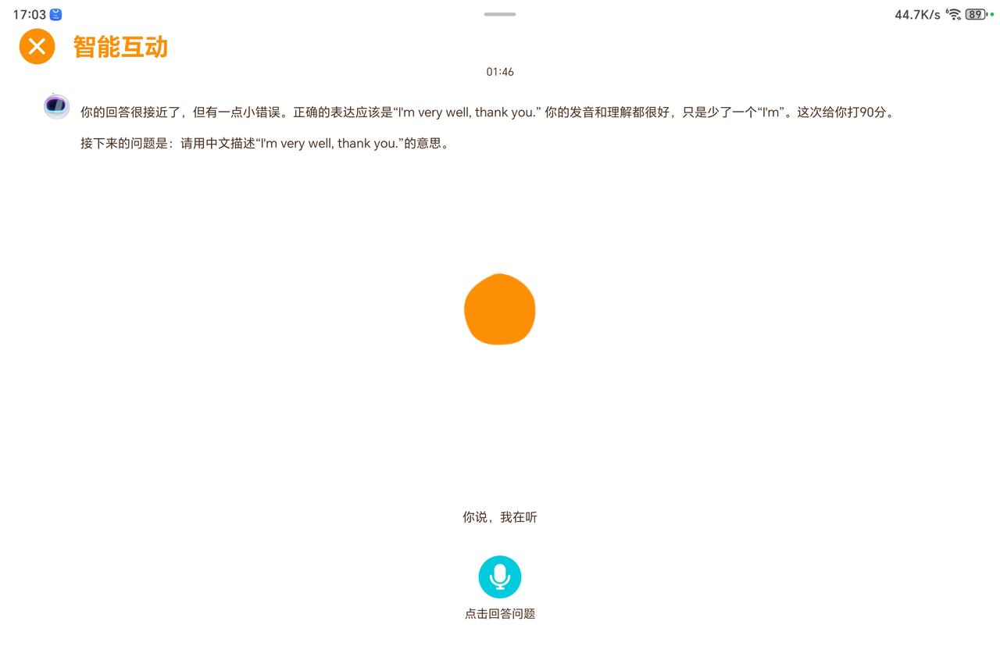 17:03
44.7K/s
6
89
智能互动
01:46
你的回答很接近了，但有一点小错误。正确的表达应该是“I'm very well, thank you.” 你的发音和理解都很好，只是少了一个“I'm”。这次给你打90分。
接下来的问题是：请用中文描述“I'm very well, thank you.”的意思。
你说，我在听
点击回答问题